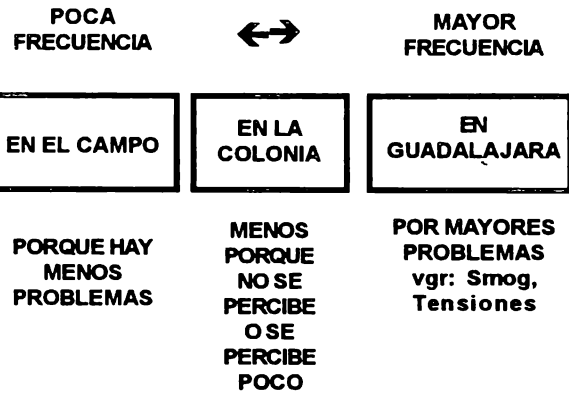 POCA
FRECUENCIA
MAYOR
FRECUENCIA
EN EL CAMPO
EN LA
COLONIA
EN
GUADALAJARA
PORQUE HAY
MENOS
PROBLEMAS
MENOS
PORQUE
NO SE
PERCIBE
O SE
PERCIBE
POCO
POR MAYORES
PROBLEMAS
vgr: Smog,
Tensiones